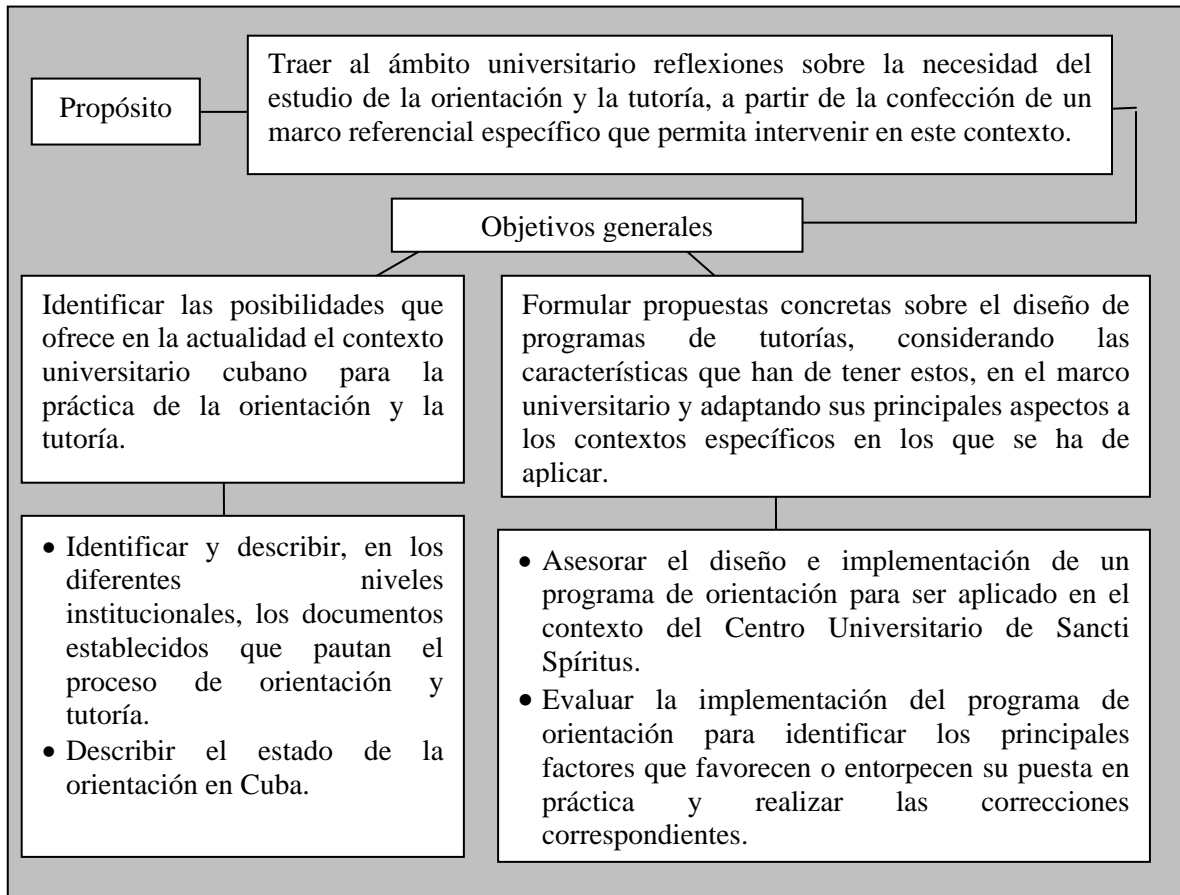 Propósito
Traer al ámbito universitario reflexiones sobre la necesidad del
estudio de la orientación y la tutoría, a partir de la confección de un
marco referencial específico que permita intervenir en este contexto.
Objetivos generales
Identificar las posibilidades que
ofrece en la actualidad el contexto
universitario cubano para la
práctica de la orientación y la
tutoría.
Formular propuestas concretas sobre el diseño de
programas de tutorías, considerando las
características que han de tener estos, en el marco
universitario y adaptando sus principales aspectos a
los contextos específicos en los que se ha de
aplicar.
• Identificar y describir, en los
diferentes niveles
institucionales, los documentos
establecidos que pautan el
proceso de orientación y
tutoría.
• Describir el estado de la
orientación en Cuba.
• Asesorar el diseño e implementación de un
programa de orientación para ser aplicado en el
contexto del Centro Universitario de Sancti
Spíritus.
• Evaluar la implementación del programa de
orientación para identificar los principales
factores que favorecen o entorpecen su puesta en
práctica y realizar las correcciones
correspondientes.